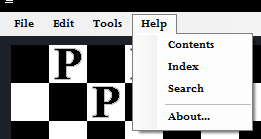 File Edit Tools Help
Contents
Index
Search
About...
P
P